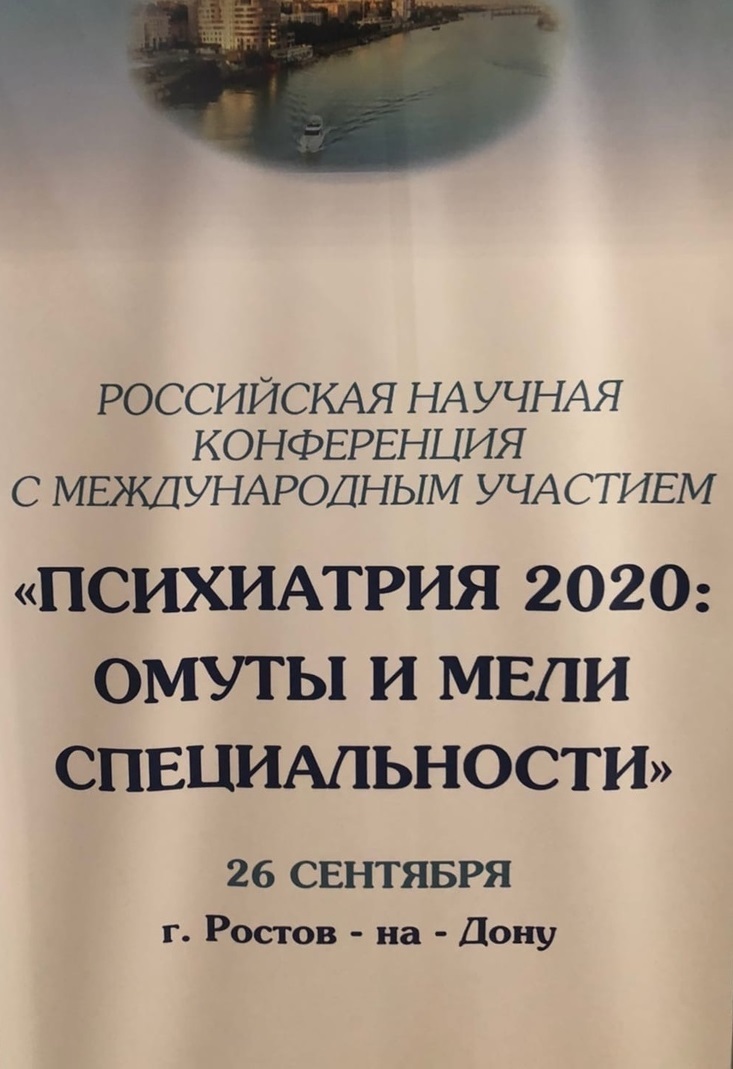 РОССИЙСКАЯ НАУЧНАЯ
КОНФЕРЕНЦИЯ
С МЕЖДУНАРОДНЫМ УЧАСТИЕМ
«ПСИХИАТРИЯ 2020:
ОМУТЫ И МЕЛИ
СПЕЦИАЛЬНОСТИ»
26 СЕНТЯБРЯ
г. Ростов - на - Дону